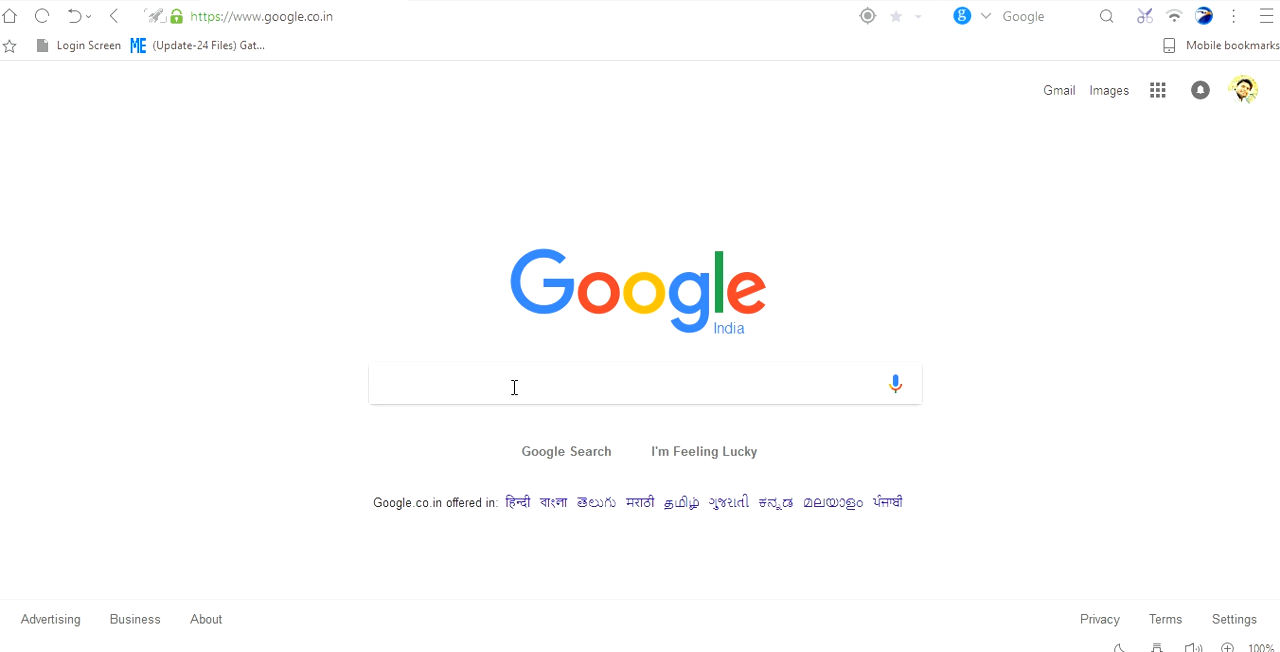 https://www.google.co.in
Google
Login Screen
ME (Update-24 Files) Gat...
Mobile bookmarks
Gmail Images
Google
India
Google Search I'm Feeling Lucky
Google.co.in offered in: हिन्दी বাংলা తెలుగు मराठी தமிழ் ગુજરાતી ಕನ್ನಡ മലയാളം ਪੰਜਾਬੀ
Advertising Business About
Privacy Terms Settings
100%